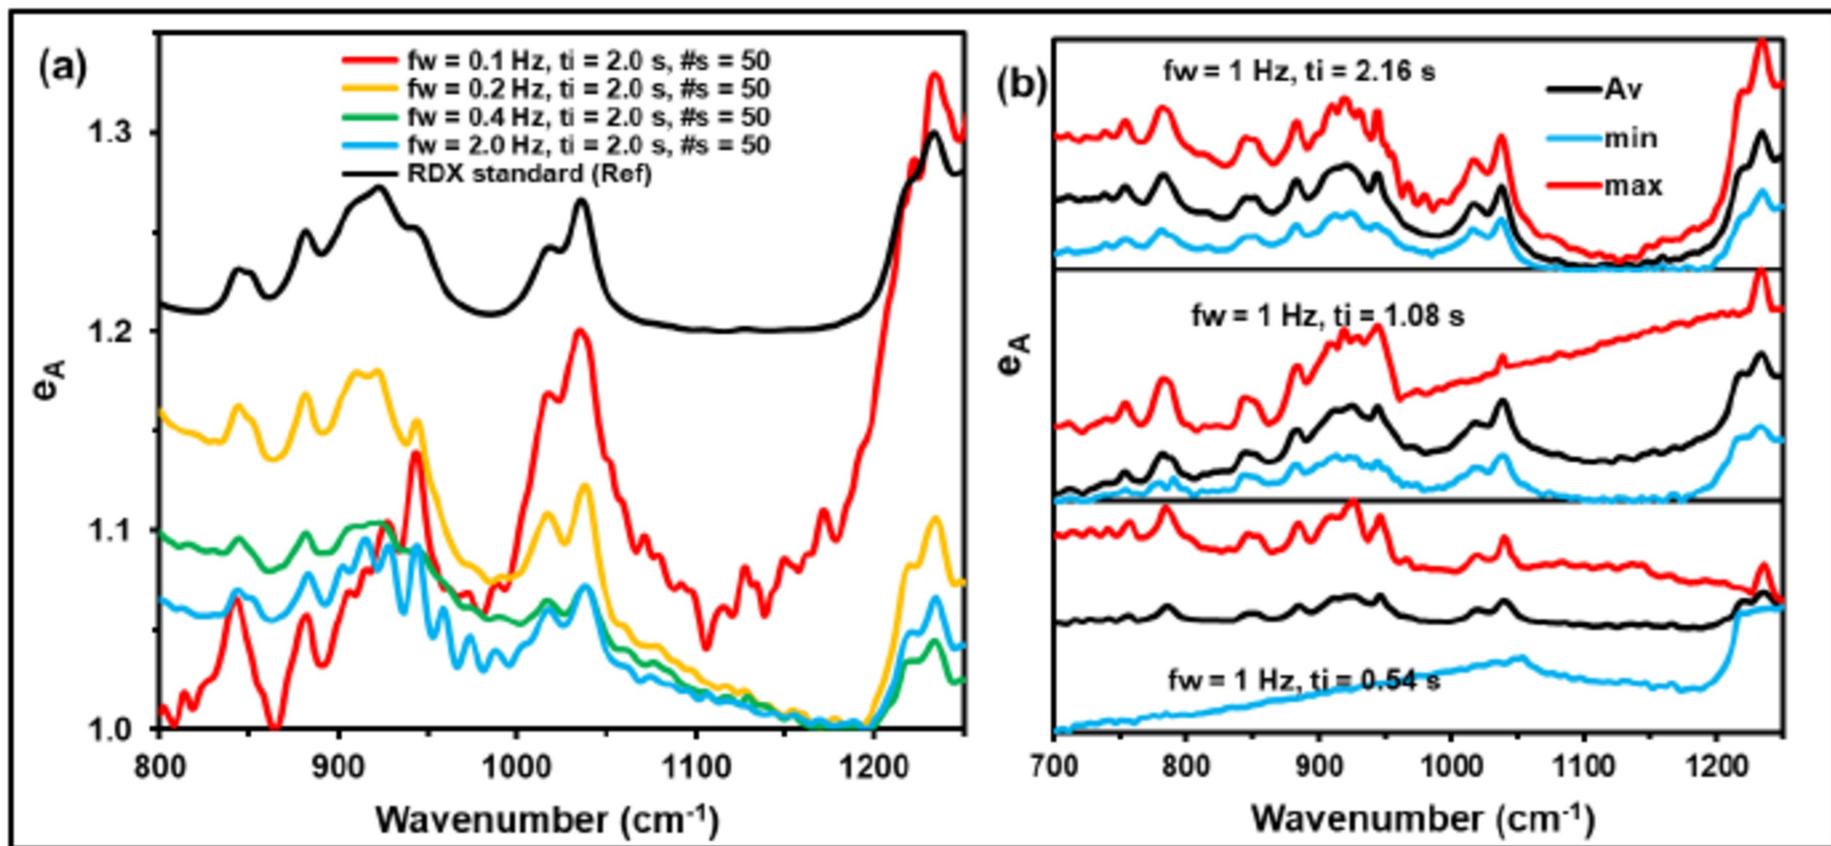 (a)
fw = 0.1 Hz, ti = 2.0 s, #s = 50
fw = 0.2 Hz, ti = 2.0 s, #s = 50
fw = 0.4 Hz, ti = 2.0 s, #s = 50
fw = 2.0 Hz, ti = 2.0 s, #s = 50
RDX standard (Ref)
1.3
1.2
1.1
1.0
eA
800 900 1000 1100 1200
Wavenumber (cm-1)
(b)
fw = 1 Hz, ti = 2.16 s
Av
min
max
fw = 1 Hz, ti = 1.08 s
eA
fw = 1 Hz, ti = 0.54 s
700 800 900 1000 1100 1200
Wavenumber (cm-1)